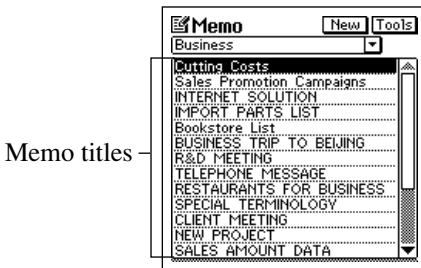 Memo New Tools
Business
Cutting Costs
Sales Promotion Campaigns
INTERNET SOLUTION
IMPORT PARTS LIST
Bookstore List
BUSINESS TRIP TO BEIJING
Memo titles
R&D MEETING
TELEPHONE MESSAGE
RESTAURANTS FOR BUSINESS
SPECIAL TERMINOLOGY
CLIENT MEETING
NEW PROJECT
SALES AMOUNT DATA